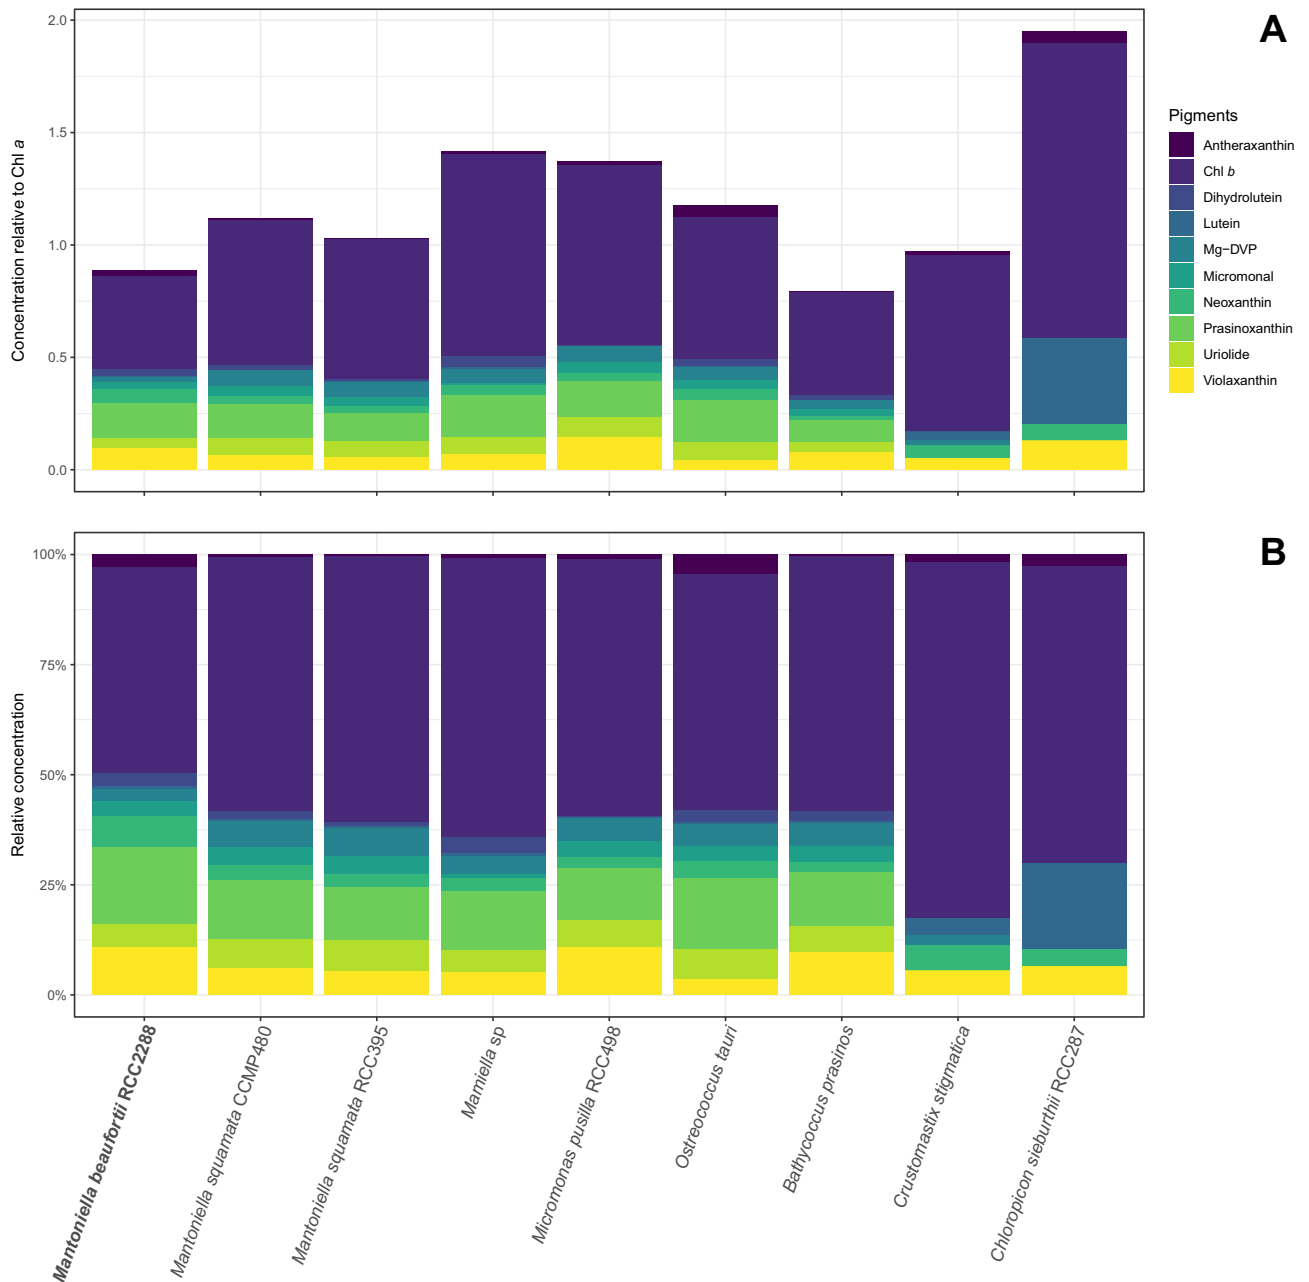 A
2.0
1.5
1.0
0.5
0.0
Concentration relative to Chl a
Pigments
Antheraxanthin
Chl b
Dihydrolutein
Lutein
Mg−DVP
Micromonal
Neoxanthin
Prasinoxanthin
Uriolide
Violaxanthin
B
100%
75%
50%
25%
0%
Relative concentration
Mantoniella beaufortii RCC2288
Mantoniella squamata CCMP480
Mantoniella squamata RCC395
Mamiella sp
Micromonas pusilla RCC498
Ostreococcus tauri
Bathycoccus prasinos
Crustomastix stigmatica
Chloropicon sieburthii RCC287